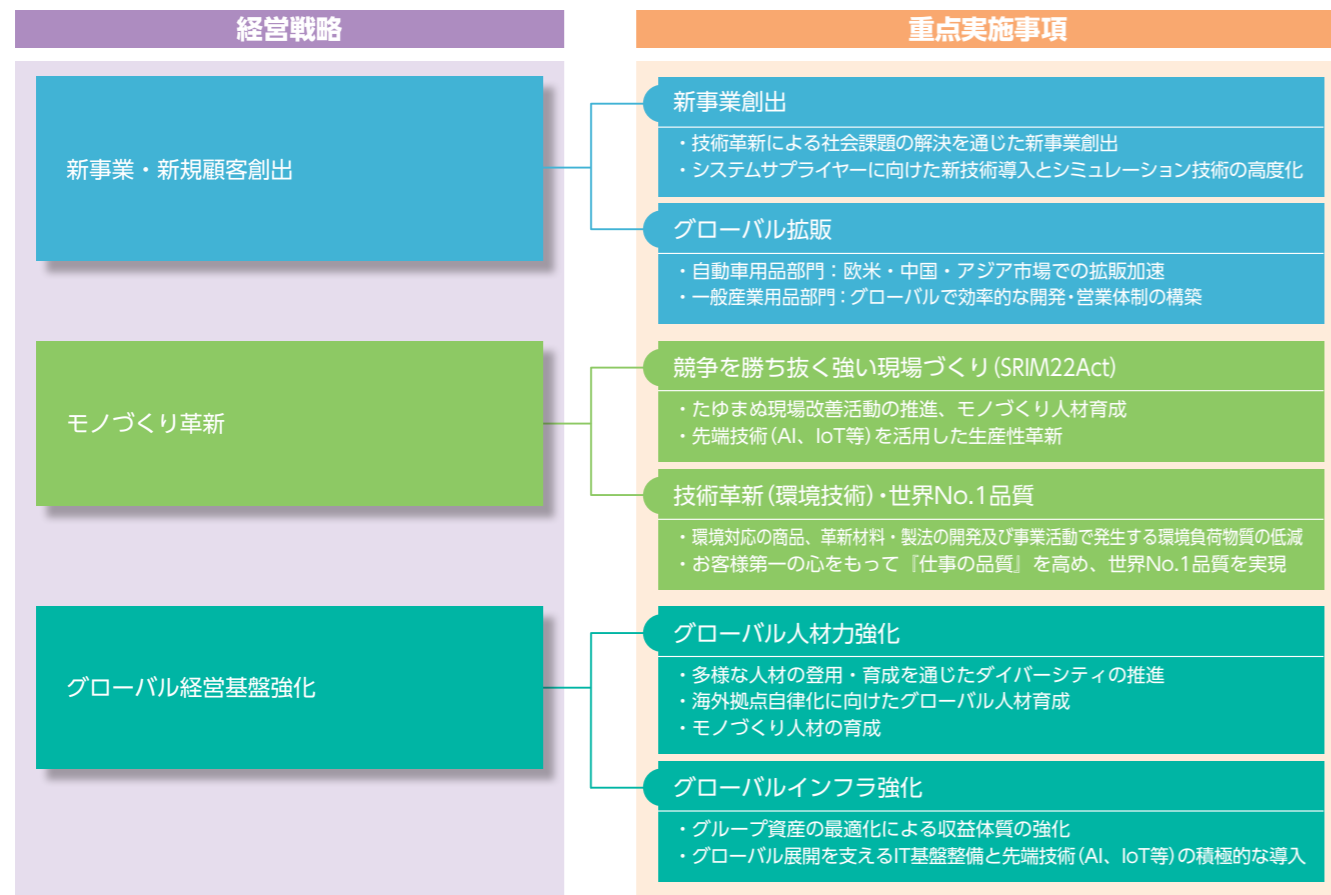 経営戦略
重点実施事項
新事業・新規顧客創出
新事業創出
・技術革新による社会課題の解決を通じた新事業創出
・システムサプライヤーに向けた新技術導入とシミュレーション技術の高度化
グローバル拡販
・自動車用品部門：欧米・中国・アジア市場での拡販加速
・一般産業用品部門：グローバルで効率的な開発・営業体制の構築
モノづくり革新
競争を勝ち抜く強い現場づくり(SRIM22Act)
・たゆまぬ現場改善活動の推進、モノづくり人材育成
・先端技術(AI、IoT等)を活用した生産性革新
技術革新(環境技術)・世界No.1品質
・環境対応の商品、革新材料・製法の開発及び事業活動で発生する環境負荷物質の低減
・お客様第一の心をもって『仕事の品質』を高め、世界No.1品質を実現
グローバル経営基盤強化
グローバル人材力強化
・多様な人材の登用・育成を通じたダイバーシティの推進
・海外拠点自律化に向けたグローバル人材育成
・モノづくり人材の育成
グローバルインフラ強化
・グループ資産の最適化による収益体質の強化
・グローバル展開を支えるIT基盤整備と先端技術(AI、IoT等)の積極的な導入